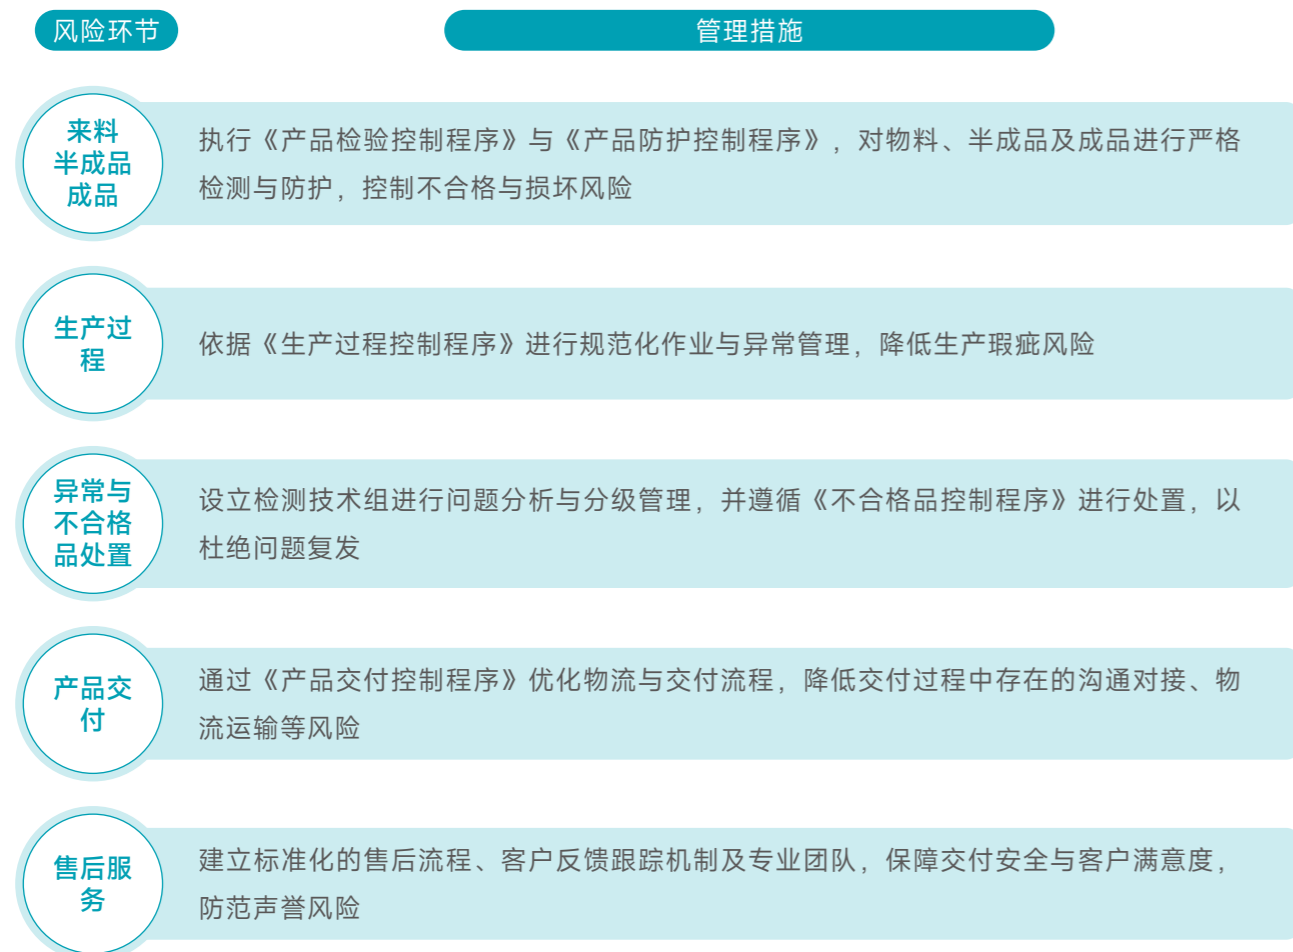 风险环节
管理措施
来料
半成品
成品
执行《产品检验控制程序》与《产品防护控制程序》，对物料、半成品及成品进行严格
检测与防护，控制不合格与损坏风险
生产过
程
依据《生产过程控制程序》进行规范化作业与异常管理，降低生产瑕疵风险
异常与
不合格
品处置
设立检测技术组进行问题分析与分级管理，并遵循《不合格品控制程序》进行处置，以
杜绝问题复发
产品交
付
通过《产品交付控制程序》优化物流与交付流程，降低交付过程中存在的沟通对接、物
流运输等风险
售后服
务
建立标准化的售后流程、客户反馈跟踪机制及专业团队，保障交付安全与客户满意度，
防范声誉风险